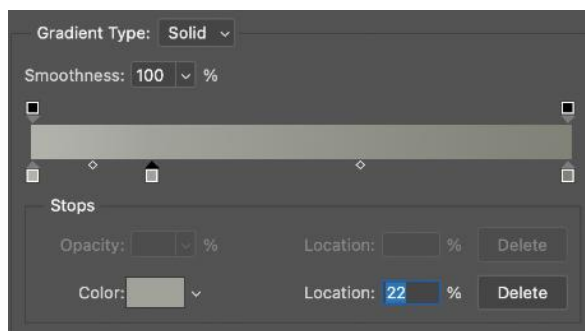 Gradient Type: Solid
Smoothness: 100 %
Stops
Opacity: % Location: % Delete
Color: Location: 22 % Delete